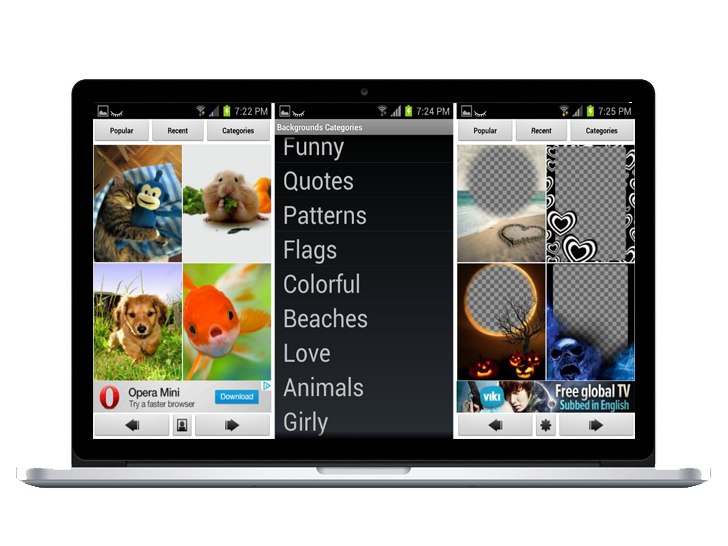 7:22 PM
Popular Recent Categories
Opera Mini
Try a faster browser
Download
7:24 PM
Backgrounds Categories
Funny
Quotes
Patterns
Flags
Colorful
Beaches
Love
Animals
Girly
7:25 PM
Popular Recent Categories
viki
Free global TV
Subbed in English